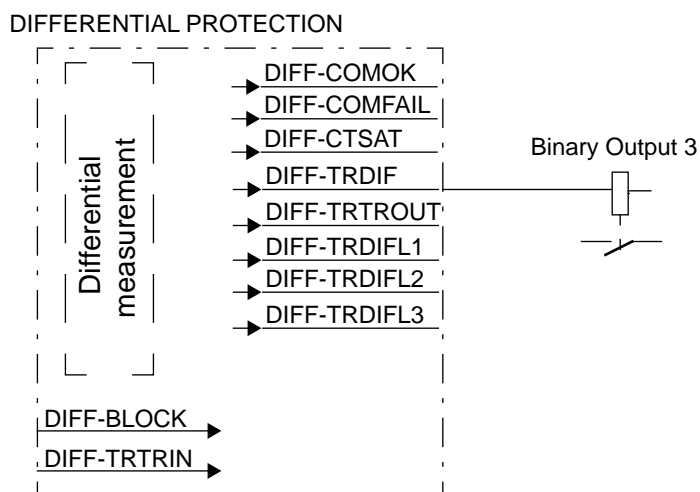 DIFFERENTIAL PROTECTION
DIFF-COMOK
DIFF-COMFAIL
DIFF-CTSAT
Binary Output 3
DIFF-TRDIF
DIFF-TRTROUT
DIFF-TRDIFL1
DIFF-TRDIFL2
DIFF-TRDIFL3
Differential
measurement
DIFF-BLOCK
DIFF-TRTRIN